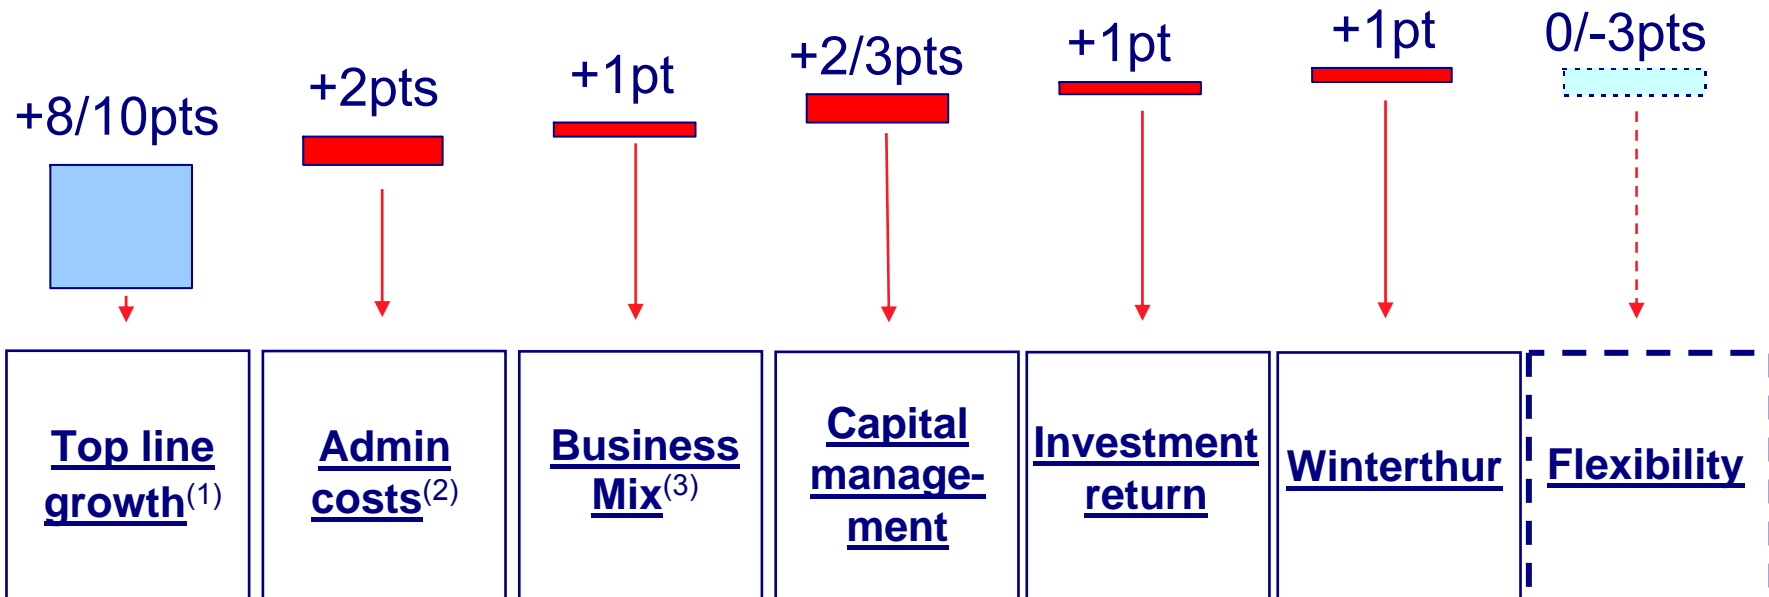 +8/10pts
+2pts
+1pt
+2/3pts
+1pt
+1pt
0/-3pts
Top line
growth(1)
Admin
costs(2)
Business
Mix(3)
Capital
manage-
ment
Investment
return
Winterthur
Flexibility